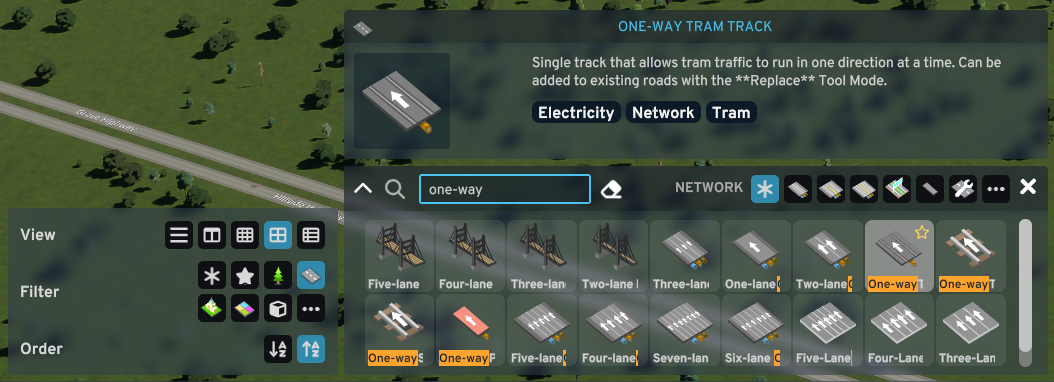 ONE-WAY TRAM TRACK
Single track that allows tram traffic to run in one direction at a time. Can be
added to existing roads with the **Replace** Tool Mode.
Electricity Network Tram
Grove Highway
one-way
NETWORK
View
Filter
Order
Five-lane Four-lane Three-lan Two-lane Three-lan One-lane Two-lane One-way One-way
One-way One-way Five-lane Four-lane Seven-lan Six-lane Five-Lane Four-Lane Three-Lan